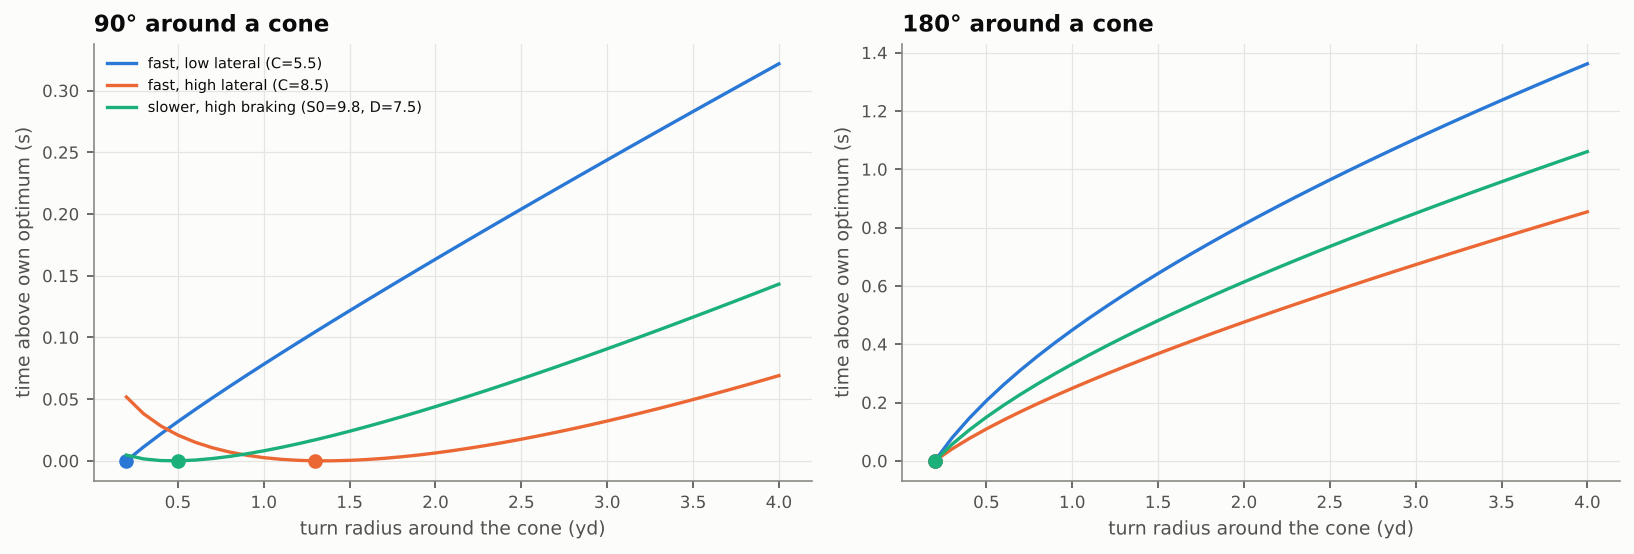 90° around a cone
fast, low lateral (C=5.5)
fast, high lateral (C=8.5)
slower, high braking (S0=9.8, D=7.5)
time above own optimum (s)
0.30
0.25
0.20
0.15
0.10
0.05
0.00
0.5 1.0 1.5 2.0 2.5 3.0 3.5 4.0
turn radius around the cone (yd)
180° around a cone
time above own optimum (s)
1.4
1.2
1.0
0.8
0.6
0.4
0.2
0.0
0.5 1.0 1.5 2.0 2.5 3.0 3.5 4.0
turn radius around the cone (yd)